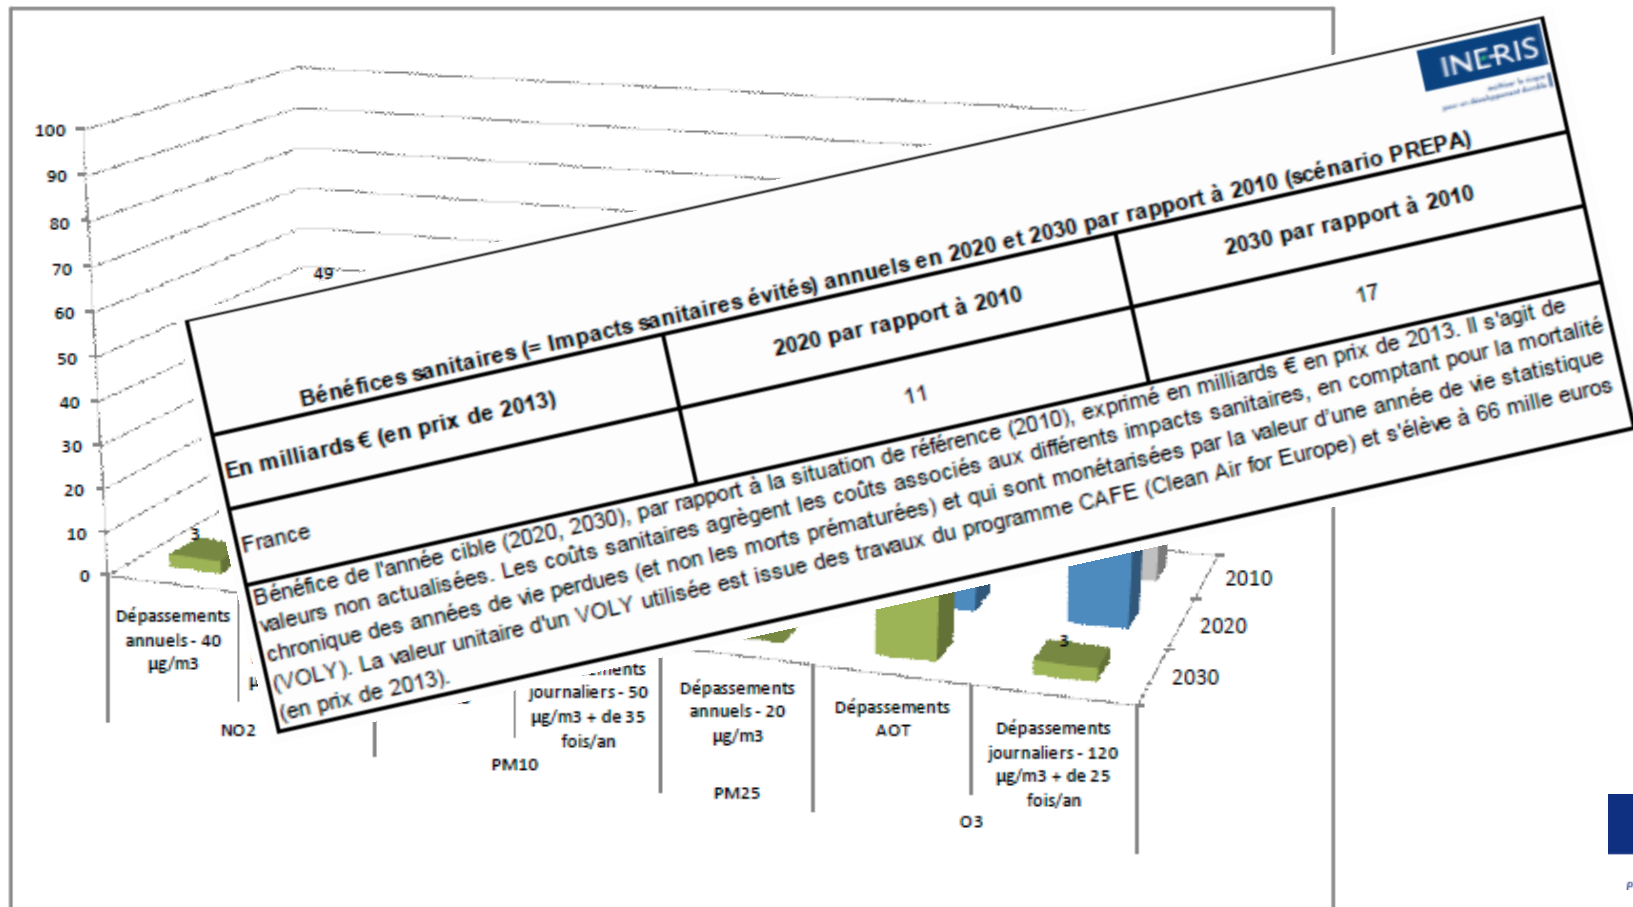 INERIS
maîtriser le risque
pour un développement durable
Bénéfices sanitaires (= Impacts sanitaires évités) annuels en 2020 et 2030 par rapport à 2010 (scénario PREPA)
En milliards € (en prix de 2013)
2020 par rapport à 2010
2030 par rapport à 2010
France
11
17
Bénéfice de l'année cible (2020, 2030), par rapport à la situation de référence (2010), exprimé en milliards € en prix de 2013. Il s'agit de
valeurs non actualisées. Les coûts sanitaires agrègent les coûts associés aux différents impacts sanitaires, en comptant pour la mortalité
chronique des années de vie perdues (et non les morts prématurées) et qui sont monétarisées par la valeur d'une année de vie statistique
(VOLY). La valeur unitaire d'un VOLY utilisée est issue des travaux du programme CAFE (Clean Air for Europe) et s'élève à 66 mille euros
(en prix de 2013).
100
90
80
70
60
50
40
30
20
10
0
49
3
3
2010
2020
2030
Dépassements
annuels - 40
µg/m3
NO2
journaliers - 50
µg/m3 + de 35
fois/an
PM10
Dépassements
annuels - 20
µg/m3
PM25
Dépassements
AOT
Dépassements
journaliers - 120
µg/m3 + de 25
fois/an
O3